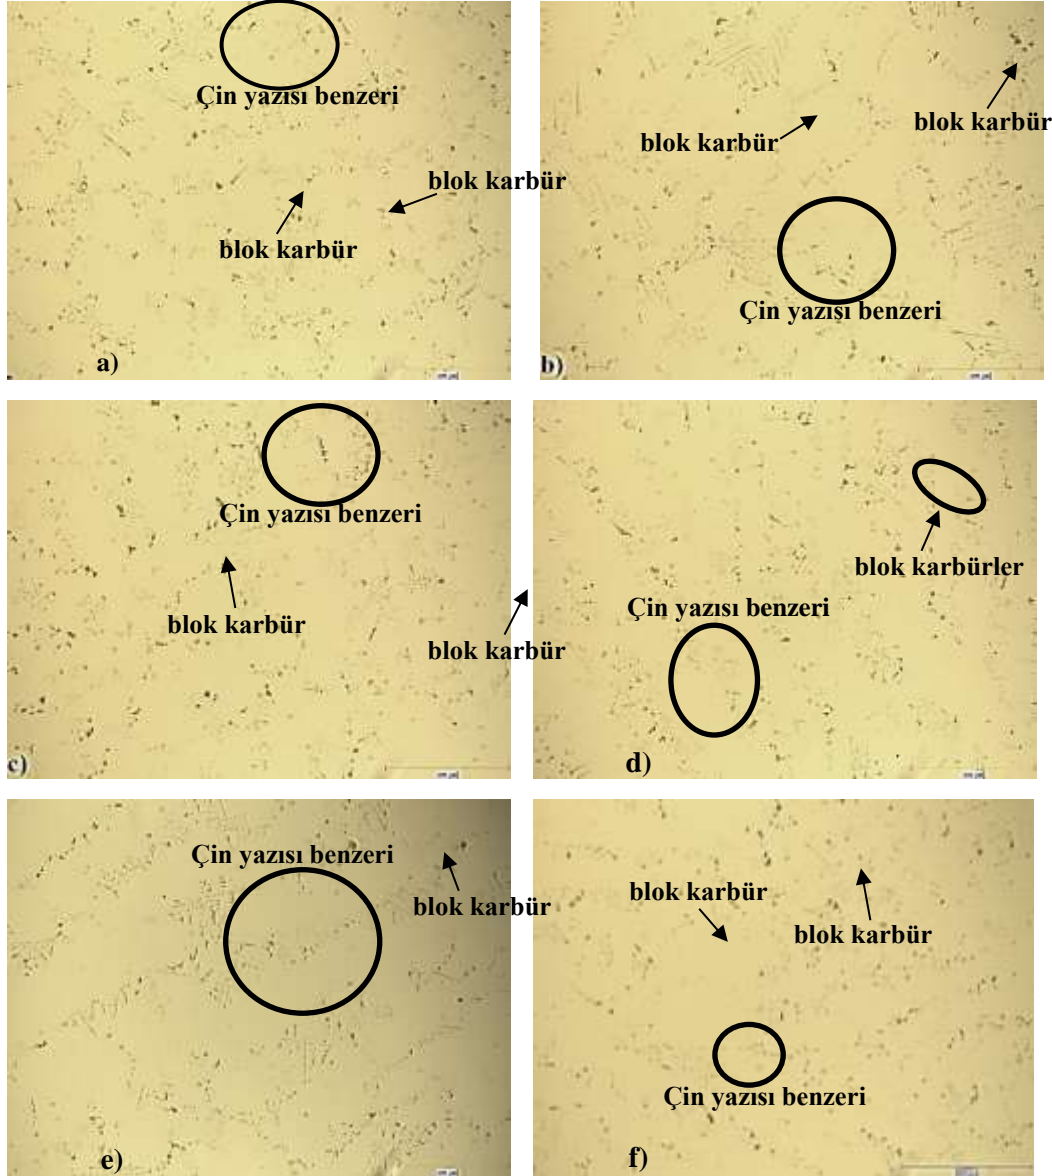 Çin yazısı benzeri
blok karbür
blok karbür
a)
blok karbür
blok karbür
Çin yazısı benzeri
b)
Çin yazısı benzeri
blok karbür
blok karbür
c)
blok karbürler
Çin yazısı benzeri
d)
Çin yazısı benzeri
blok karbür
e)
blok karbür
blok karbür
Çin yazısı benzeri
f)